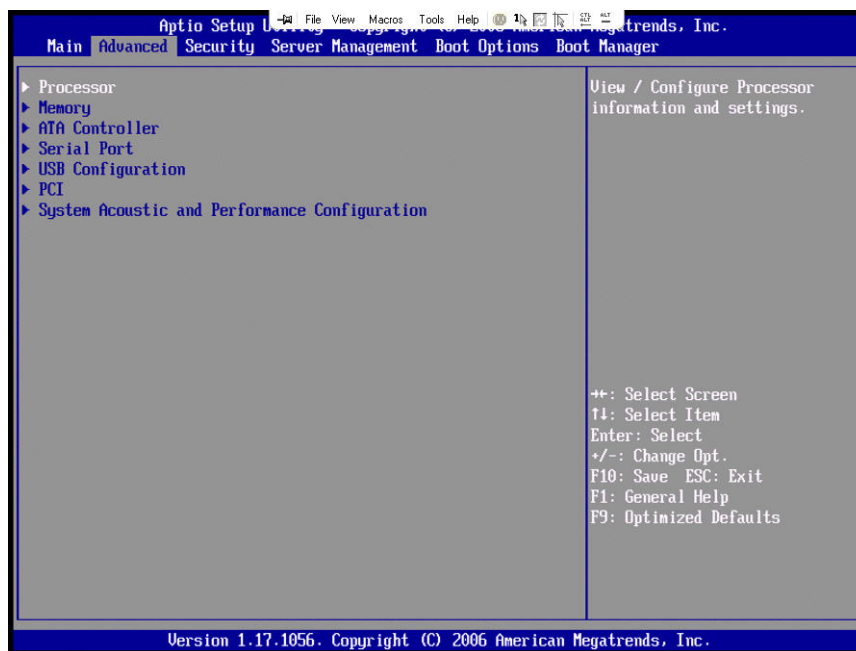 Aptio Setup
File View Macros Tools Help
trends, Inc.
Main Advanced Security Server Management Boot Options Boot Manager
Processor
Memory
ATA Controller
Serial Port
USB Configuration
PCI
System Acoustic and Performance Configuration
View / Configure Processor
information and settings.
→←: Select Screen
↑↓: Select Item
Enter: Select
+/-: Change Opt.
F10: Save ESC: Exit
F1: General Help
F9: Optimized Defaults
Version 1.17.1056. Copyright (C) 2006 American Megatrends, Inc.